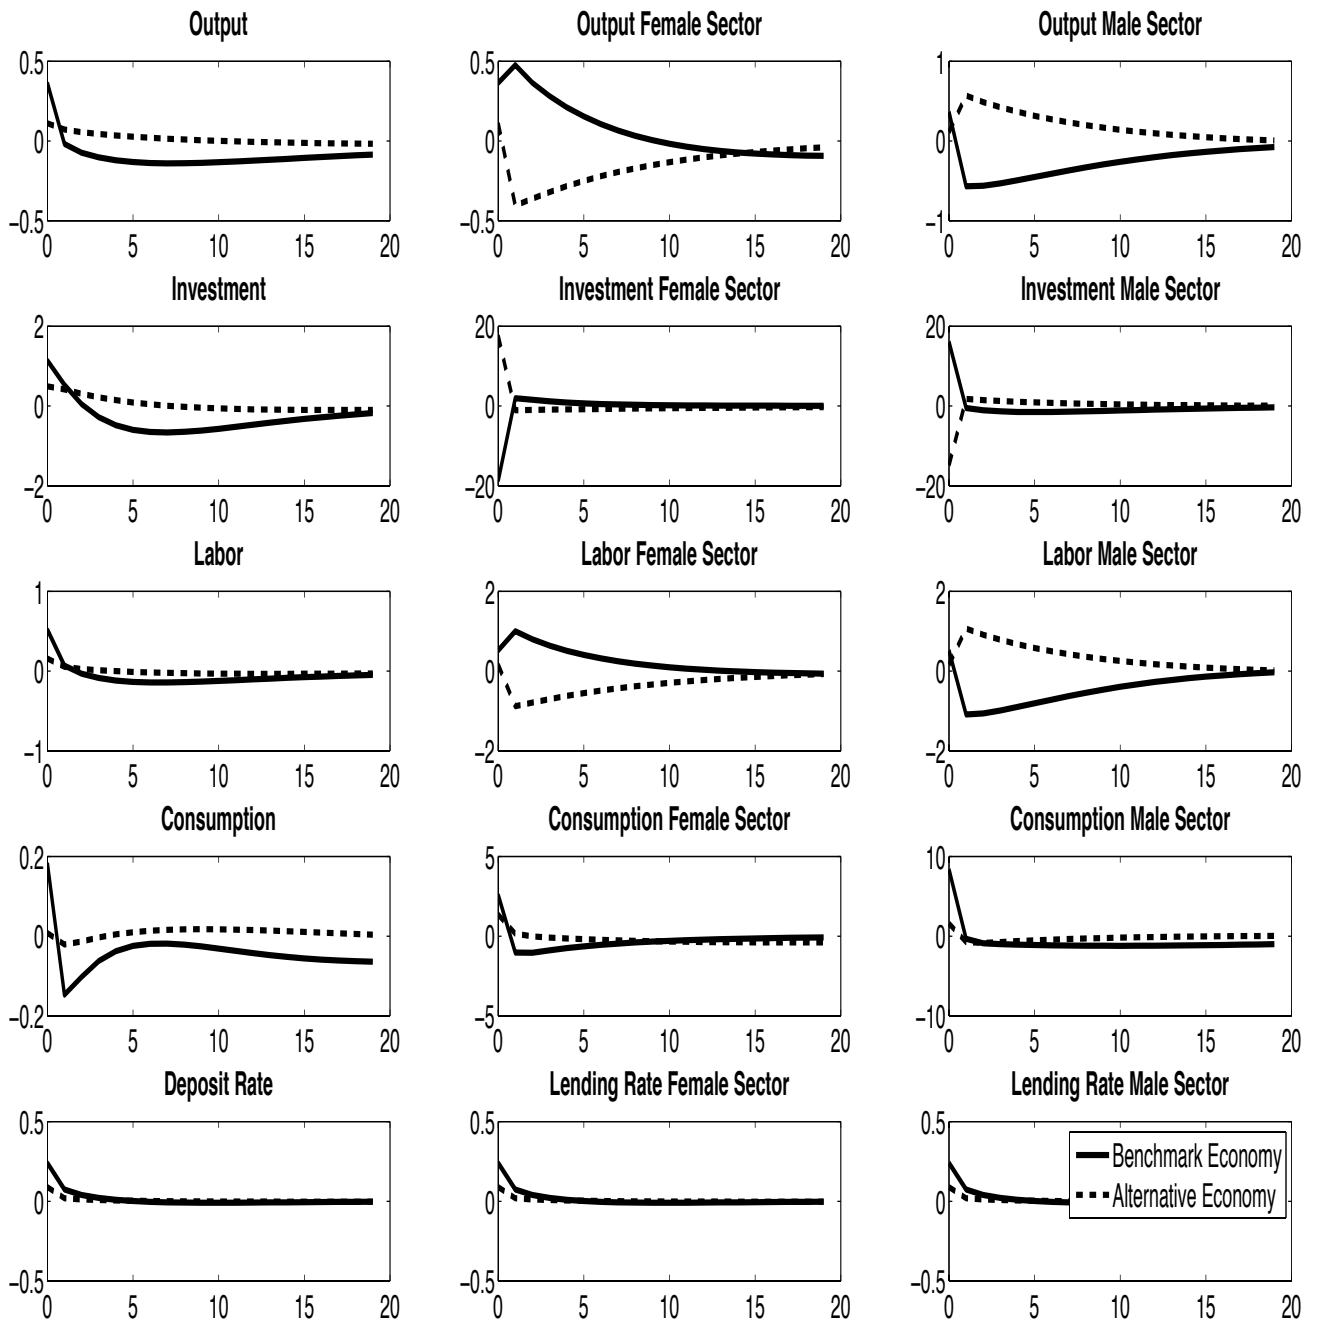 Output
Output Female Sector
Output Male Sector
0.5
0
−0.5
0 5 10 15 20
0.5
0
−0.5
0 5 10 15 20
1
0
−1
0 5 10 15 20
Investment
Investment Female Sector
Investment Male Sector
2
0
−2
0 5 10 15 20
20
0
−20
0 5 10 15 20
20
0
−20
0 5 10 15 20
Labor
Labor Female Sector
Labor Male Sector
1
0
−1
0 5 10 15 20
2
0
−2
0 5 10 15 20
2
0
−2
0 5 10 15 20
Consumption
Consumption Female Sector
Consumption Male Sector
0.2
0
−0.2
0 5 10 15 20
5
0
−5
0 5 10 15 20
10
0
−10
0 5 10 15 20
Deposit Rate
Lending Rate Female Sector
Lending Rate Male Sector
0.5
0
−0.5
0 5 10 15 20
0.5
0
−0.5
0 5 10 15 20
0.5
0
−0.5
0 5 10 15 20
Benchmark Economy
Alternative Economy